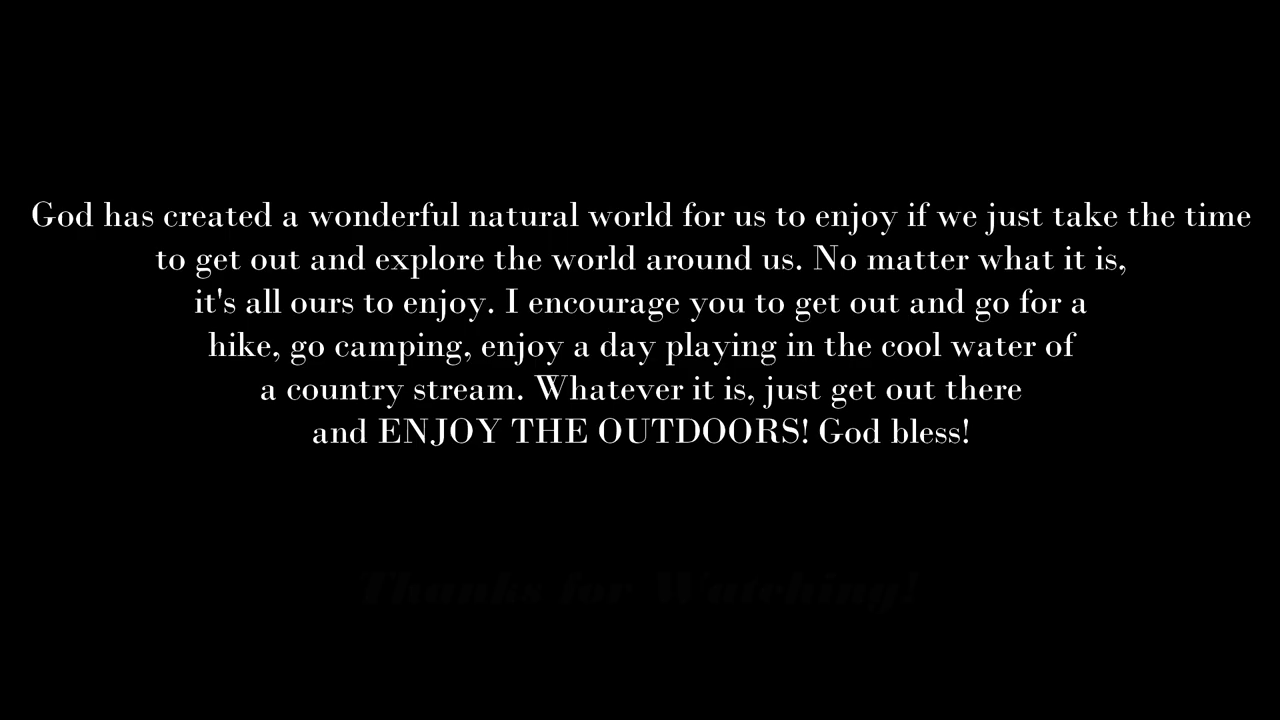 God has created a wonderful natural world for us to enjoy if we just take the time
to get out and explore the world around us. No matter what it is,
it's all ours to enjoy. I encourage you to get out and go for a
hike, go camping, enjoy a day playing in the cool water of
a country stream. Whatever it is, just get out there
and ENJOY THE OUTDOORS! God bless!
Thanks for Watching!